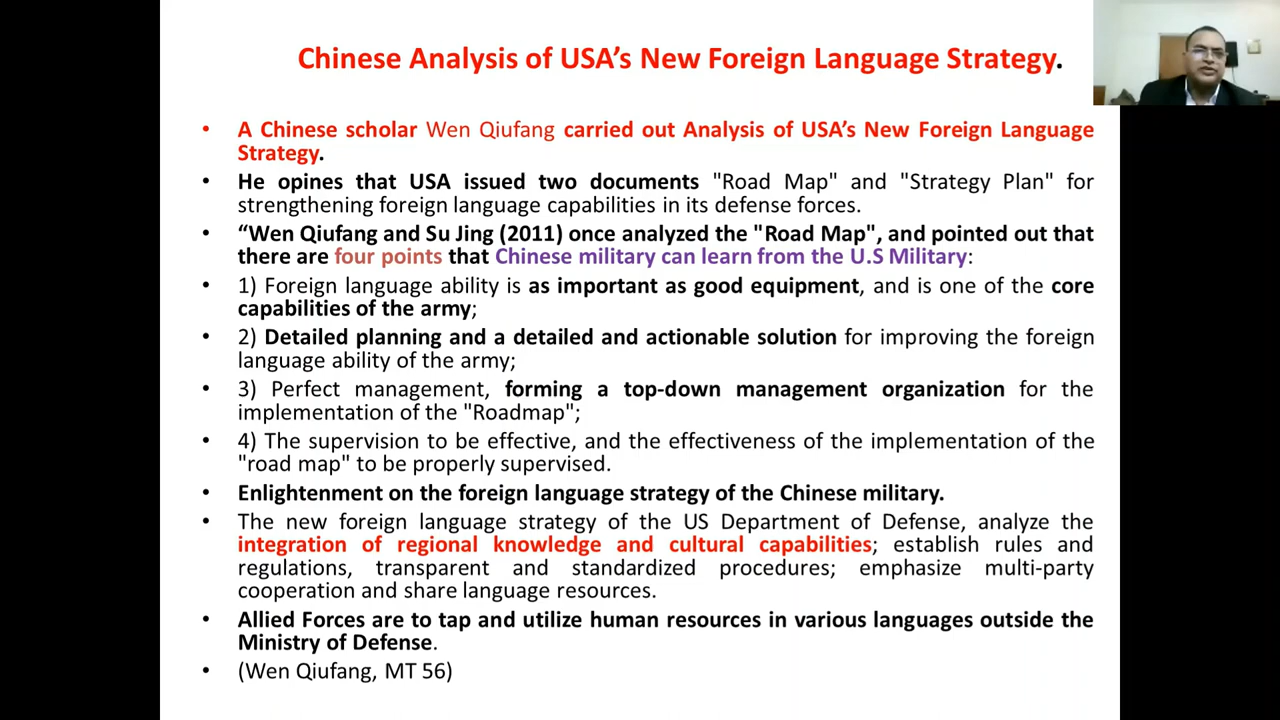 Chinese Analysis of USA's New Foreign Language Strategy.
• A Chinese scholar Wen Qiufang carried out Analysis of USA's New Foreign Language
Strategy.
• He opines that USA issued two documents "Road Map" and "Strategy Plan" for
strengthening foreign language capabilities in its defense forces.
• “Wen Qiufang and Su Jing (2011) once analyzed the "Road Map", and pointed out that
there are four points that Chinese military can learn from the U.S Military:
• 1) Foreign language ability is as important as good equipment, and is one of the core
capabilities of the army;
• 2) Detailed planning and a detailed and actionable solution for improving the foreign
language ability of the army;
• 3) Perfect management, forming a top-down management organization for the
implementation of the "Roadmap";
• 4) The supervision to be effective, and the effectiveness of the implementation of the
"road map" to be properly supervised.
• Enlightenment on the foreign language strategy of the Chinese military.
• The new foreign language strategy of the US Department of Defense, analyze the
integration of regional knowledge and cultural capabilities; establish rules and
regulations, transparent and standardized procedures; emphasize multi-party
cooperation and share language resources.
• Allied Forces are to tap and utilize human resources in various languages outside the
Ministry of Defense.
• (Wen Qiufang, MT 56)